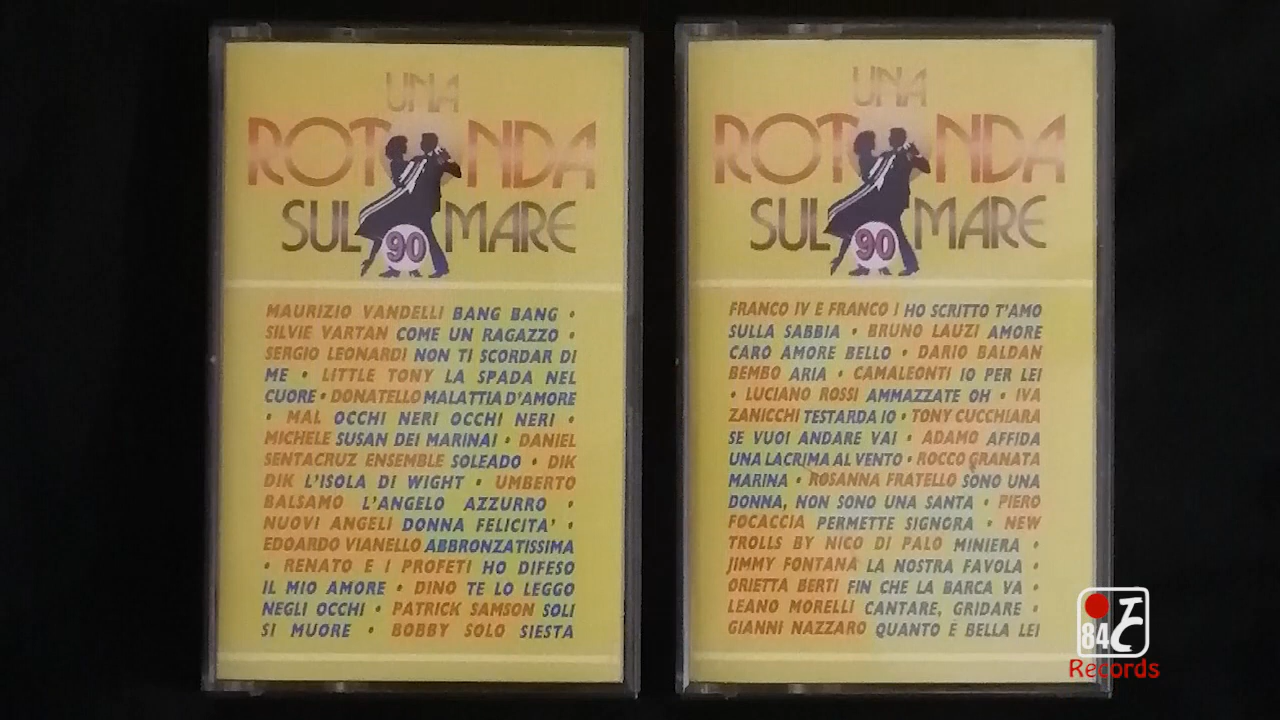 UNA
ROTONDA
SUL MARE
90
MAURIZIO VANDELLI BANG BANG •
SILVIE VARTAN COME UN RAGAZZO •
SERGIO LEONARDI NON TI SCORDAR DI
ME • LITTLE TONY LA SPADA NEL
CUORE • DONATELLO MALATTIA D'AMORE
• MAL OCCHI NERI OCCHI NERI •
MICHELE SUSAN DEI MARINAI • DANIEL
SENTACRUZ ENSEMBLE SOLEADO • DIK
DIK L'ISOLA DI WIGHT • UMBERTO
BALSAMO L'ANGELO AZZURRO •
NUOVI ANGELI DONNA FELICITA' •
EDOARDO VIANELLO ABBRONZATISSIMA
• RENATO E I PROFETI HO DIFESO
IL MIO AMORE • DINO TE LO LEGGO
NEGLI OCCHI • PATRICK SAMSON SOLI
SI MUORE • BOBBY SOLO SIESTA
UNA
ROTONDA
SUL MARE
90
FRANCO IV E FRANCO I HO SCRITTO T'AMO
SULLA SABBIA • BRUNO LAUZI AMORE
CARO AMORE BELLO • DARIO BALDAN
BEMBO ARIA • CAMALEONTI IO PER LEI
• LUCIANO ROSSI AMMAZZATE OH • IVA
ZANICCHI TESTARDA IO • TONY CUCCHIARA
SE VUOI ANDARE VAI • ADAMO AFFIDA
UNA LACRIMA AL VENTO • ROCCO GRANATA
MARINA • ROSANNA FRATELLO SONO UNA
DONNA, NON SONO UNA SANTA • PIERO
FOCACCIA PERMETTE SIGNORA • NEW
TROLLS BY NICO DI PALO MINIERA •
JIMMY FONTANA LA NOSTRA FAVOLA •
ORIETTA BERTI FIN CHE LA BARCA VA •
LEANO MORELLI CANTARE, GRIDARE •
GIANNI NAZZARO QUANTO È BELLA LEI
84 E
Records